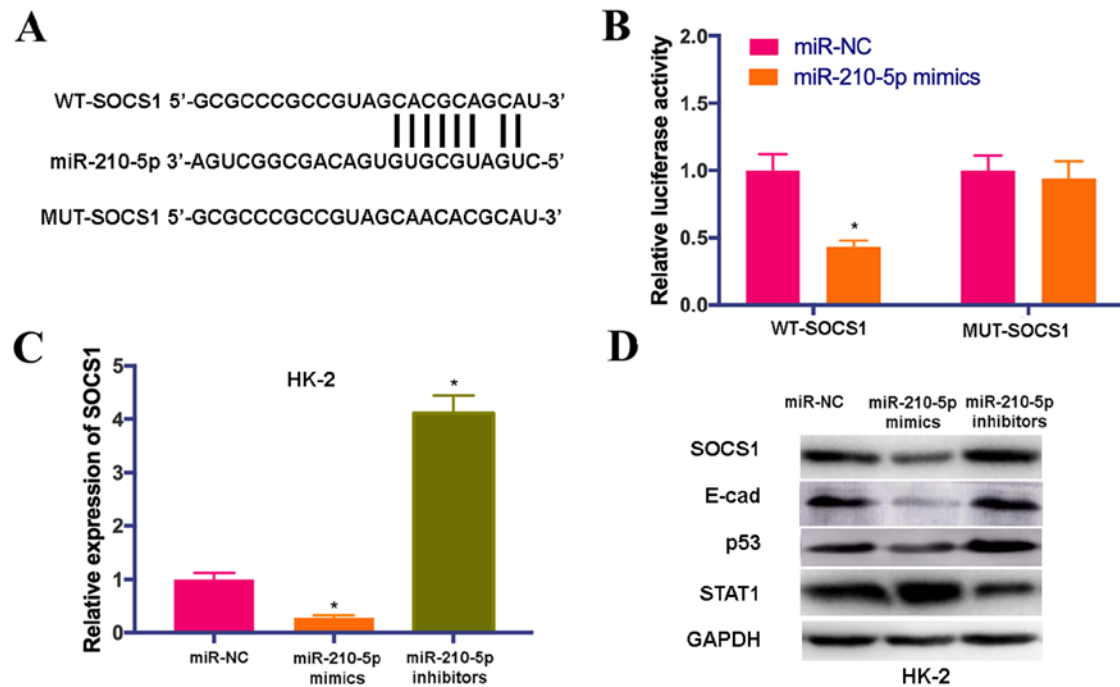 A
WT-SOCS1 5’-GCGCCCGCCGUAGCACGCAGCAU-3’
miR-210-5p 3’-AGUCGGCGACAGUGUGCGUAGUC-5’
MUT-SOCS1 5’-GCGCCCGCCGUAGCAACACGCAU-3’
B
miR-NC
miR-210-5p mimics
Relative luciferase activity
2.0
1.5
1.0
0.5
0.0
*
WT-SOCS1
MUT-SOCS1
C
HK-2
Relative expression of SOCS1
5
4
3
2
1
0
*
*
miR-NC
miR-210-5p
mimics
miR-210-5p
inhibitors
D
miR-NC
miR-210-5p
mimics
miR-210-5p
inhibitors
SOCS1
E-cad
p53
STAT1
GAPDH
HK-2